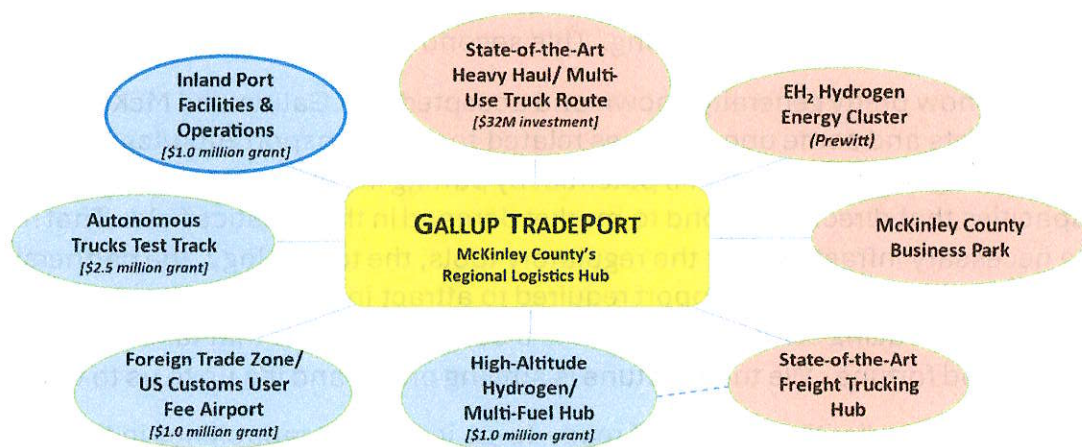 State-of-the-Art
Heavy Haul/ Multi-
Use Truck Route
[$32M investment]
Inland Port
Facilities &
Operations
[$1.0 million grant]
EH₂ Hydrogen
Energy Cluster
(Prewitt)
Autonomous
Trucks Test Track
[$2.5 million grant]
GALLUP TRADEPORT
MCKINLEY COUNTY'S
REGIONAL LOGISTICS HUB
McKinley County
Business Park
Foreign Trade Zone/
US Customs User
Fee Airport
[$1.0 million grant]
High-Altitude
Hydrogen/
Multi-Fuel Hub
[$1.0 million grant]
State-of-the-Art
Freight Trucking
Hub